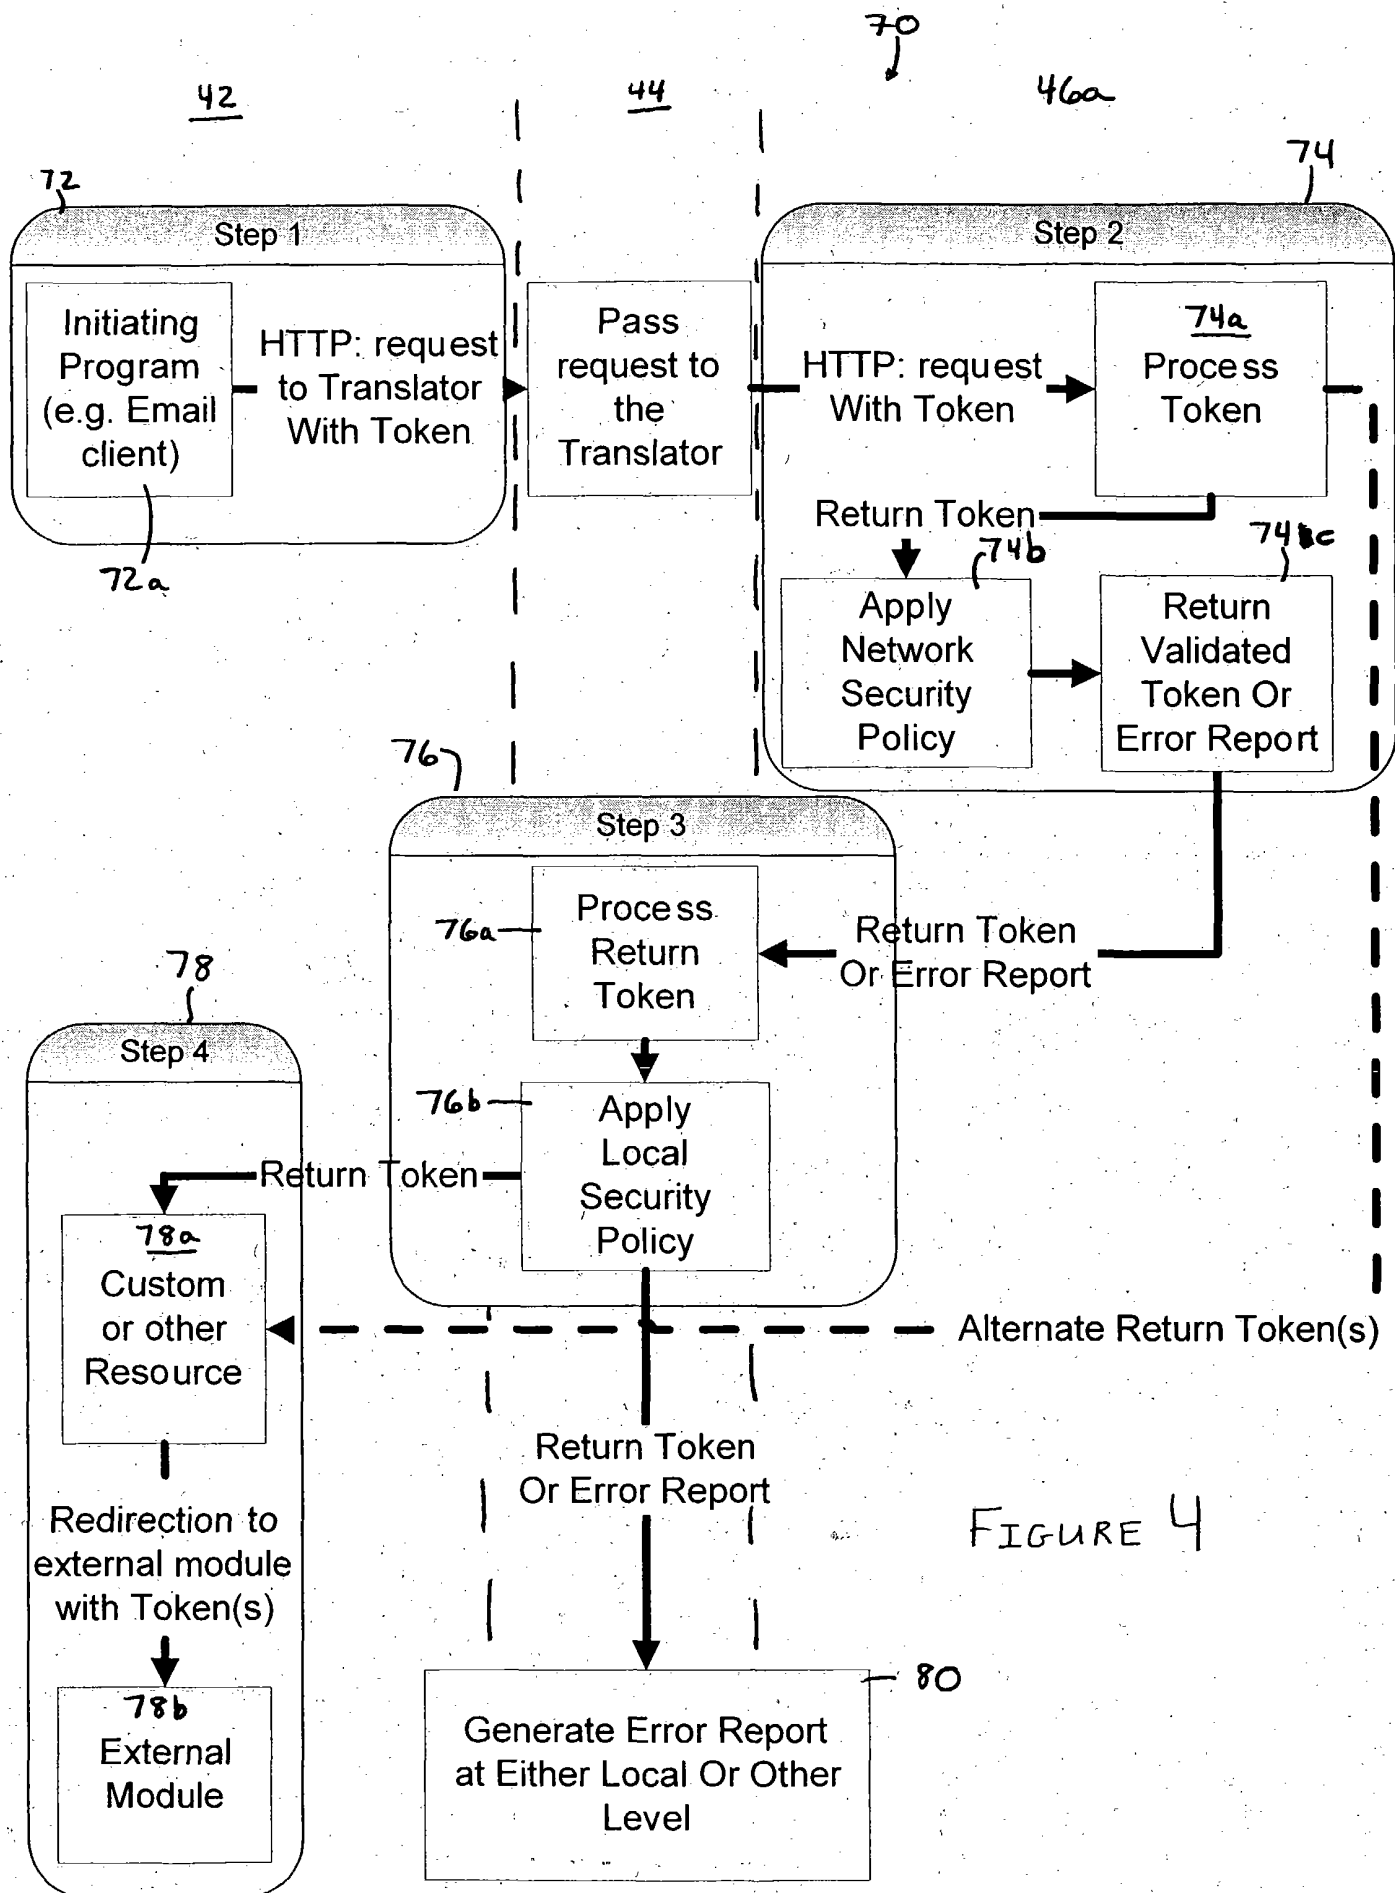 70
42
44
46a
72
74
Step 1
Step 2
Initiating
Program
(e.g. Email
client)
HTTP: request
to Translator
With Token
Pass
request to
the
Translator
HTTP: request
With Token
74a
Process
Token
72a
Return Token
74b
74c
Apply
Network
Security
Policy
Return
Validated
Token Or
Error Report
76
Step 3
76a
Process
Return
Token
Return Token
Or Error Report
78
Step 4
76b
Apply
Local
Security
Policy
Return Token
78a
Custom
or other
Resource
Alternate Return Token(s)
Return Token
Or Error Report
Redirection to
external module
with Token(s)
FIGURE 4
78b
External
Module
80
Generate Error Report
at Either Local Or Other
Level